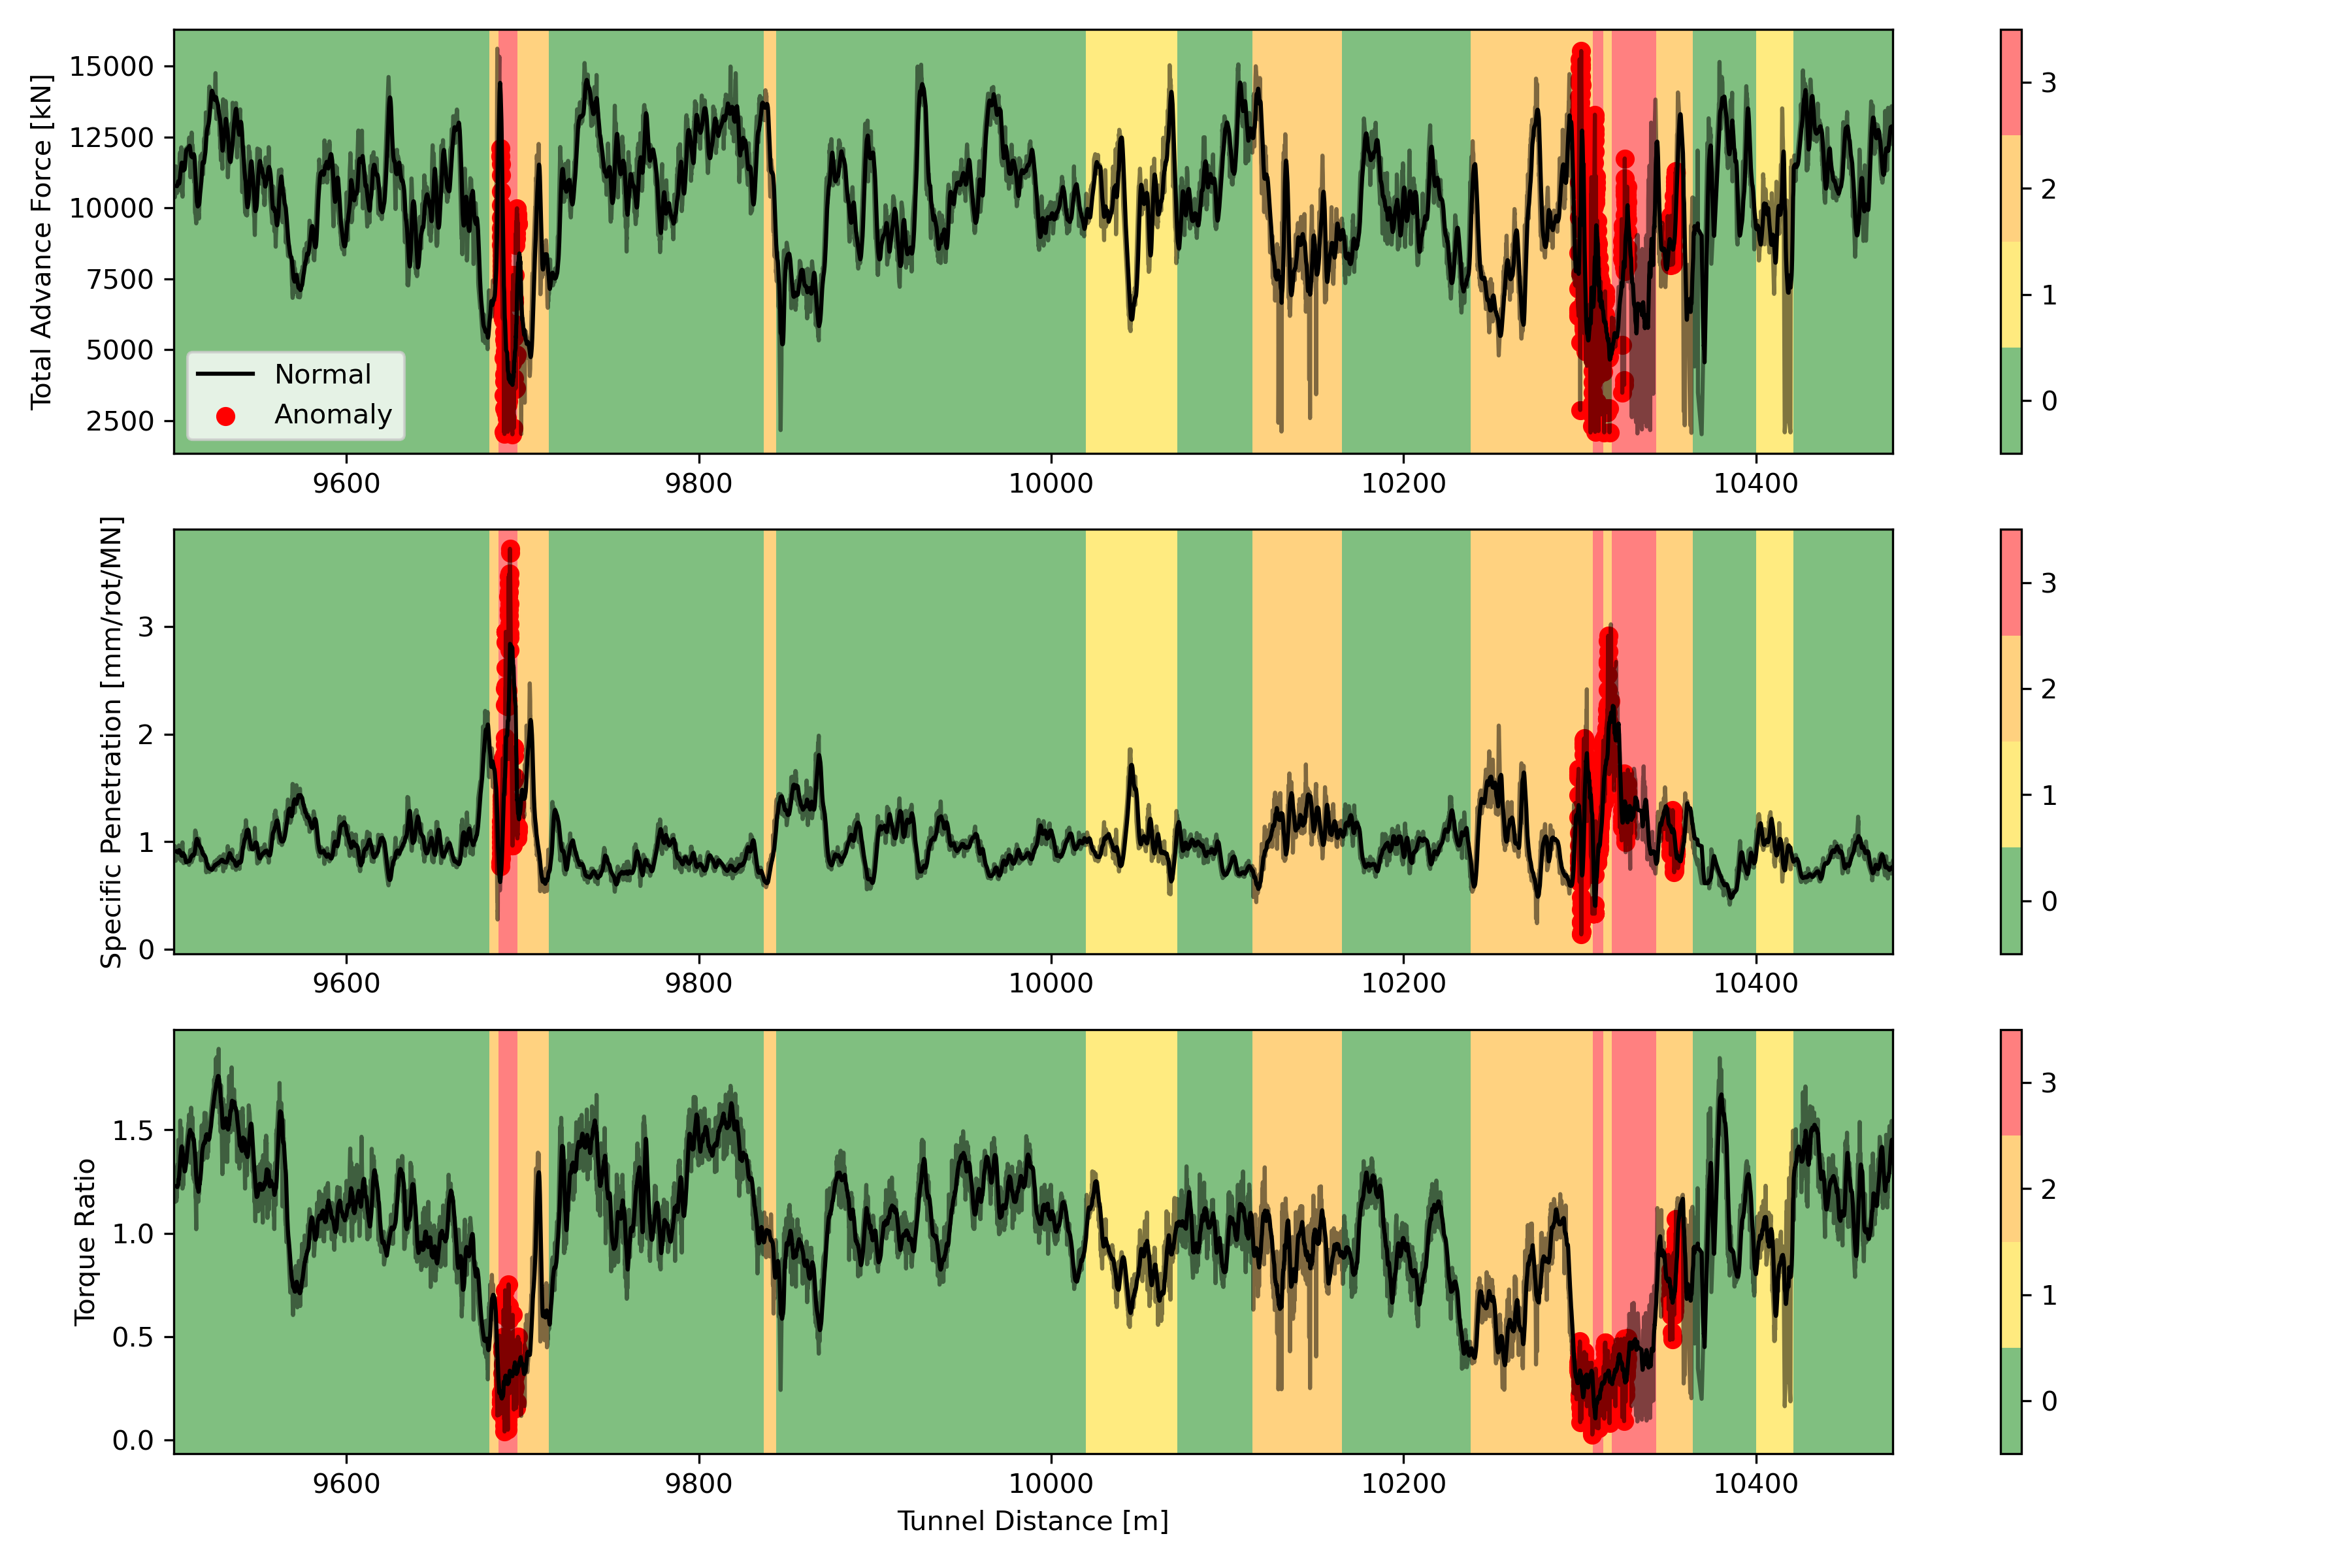 Total Advance Force [kN]
15000
12500
10000
7500
5000
2500
Normal
Anomaly
9600 9800 10000 10200 10400
3
2
1
0
Specific Penetration [mm/rot/MN]
3
2
1
0
9600 9800 10000 10200 10400
3
2
1
0
Torque Ratio
1.5
1.0
0.5
0.0
9600 9800 10000 10200 10400
Tunnel Distance [m]
3
2
1
0